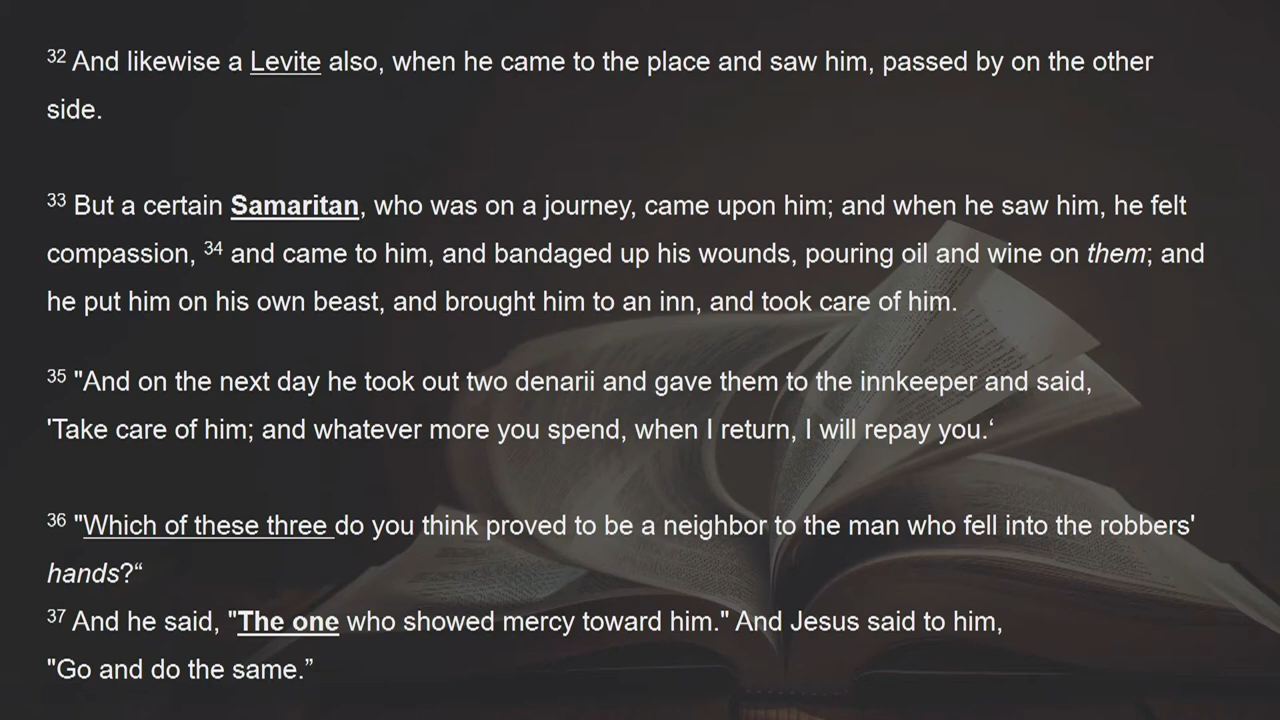 32 And likewise a Levite also, when he came to the place and saw him, passed by on the other
side.
33 But a certain Samaritan, who was on a journey, came upon him; and when he saw him, he felt
compassion, 34 and came to him, and bandaged up his wounds, pouring oil and wine on them; and
he put him on his own beast, and brought him to an inn, and took care of him.
35 "And on the next day he took out two denarii and gave them to the innkeeper and said,
'Take care of him; and whatever more you spend, when I return, I will repay you.‘
36 "Which of these three do you think proved to be a neighbor to the man who fell into the robbers'
hands?“
37 And he said, "The one who showed mercy toward him." And Jesus said to him,
"Go and do the same.”